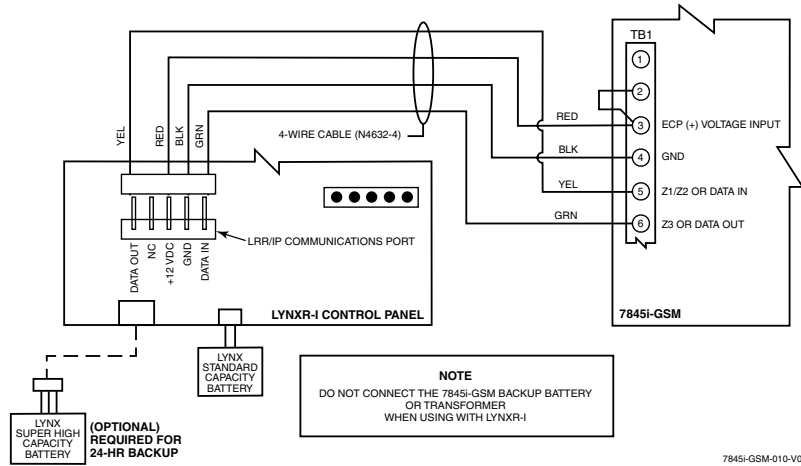 TB1
1
2
3
4
5
6
ECP (+) VOLTAGE INPUT
GND
Z1/Z2 OR DATA IN
Z3 OR DATA OUT
RED
BLK
YEL
GRN
7845i-GSM
4-WIRE CABLE (N4632-4)
YEL
RED
BLK
GRN
LRR/IP COMMUNICATIONS PORT
DATA OUT
NC
+12 VDC
GND
DATA IN
LYNXR-I CONTROL PANEL
LYNX
STANDARD
CAPACITY
BATTERY
LYNX
SUPER HIGH
CAPACITY
BATTERY
(OPTIONAL)
REQUIRED FOR
24-HR BACKUP
NOTE
DO NOT CONNECT THE 7845i-GSM BACKUP BATTERY
OR TRANSFORMER
WHEN USING WITH LYNXR-I
7845i-GSM-010-V0